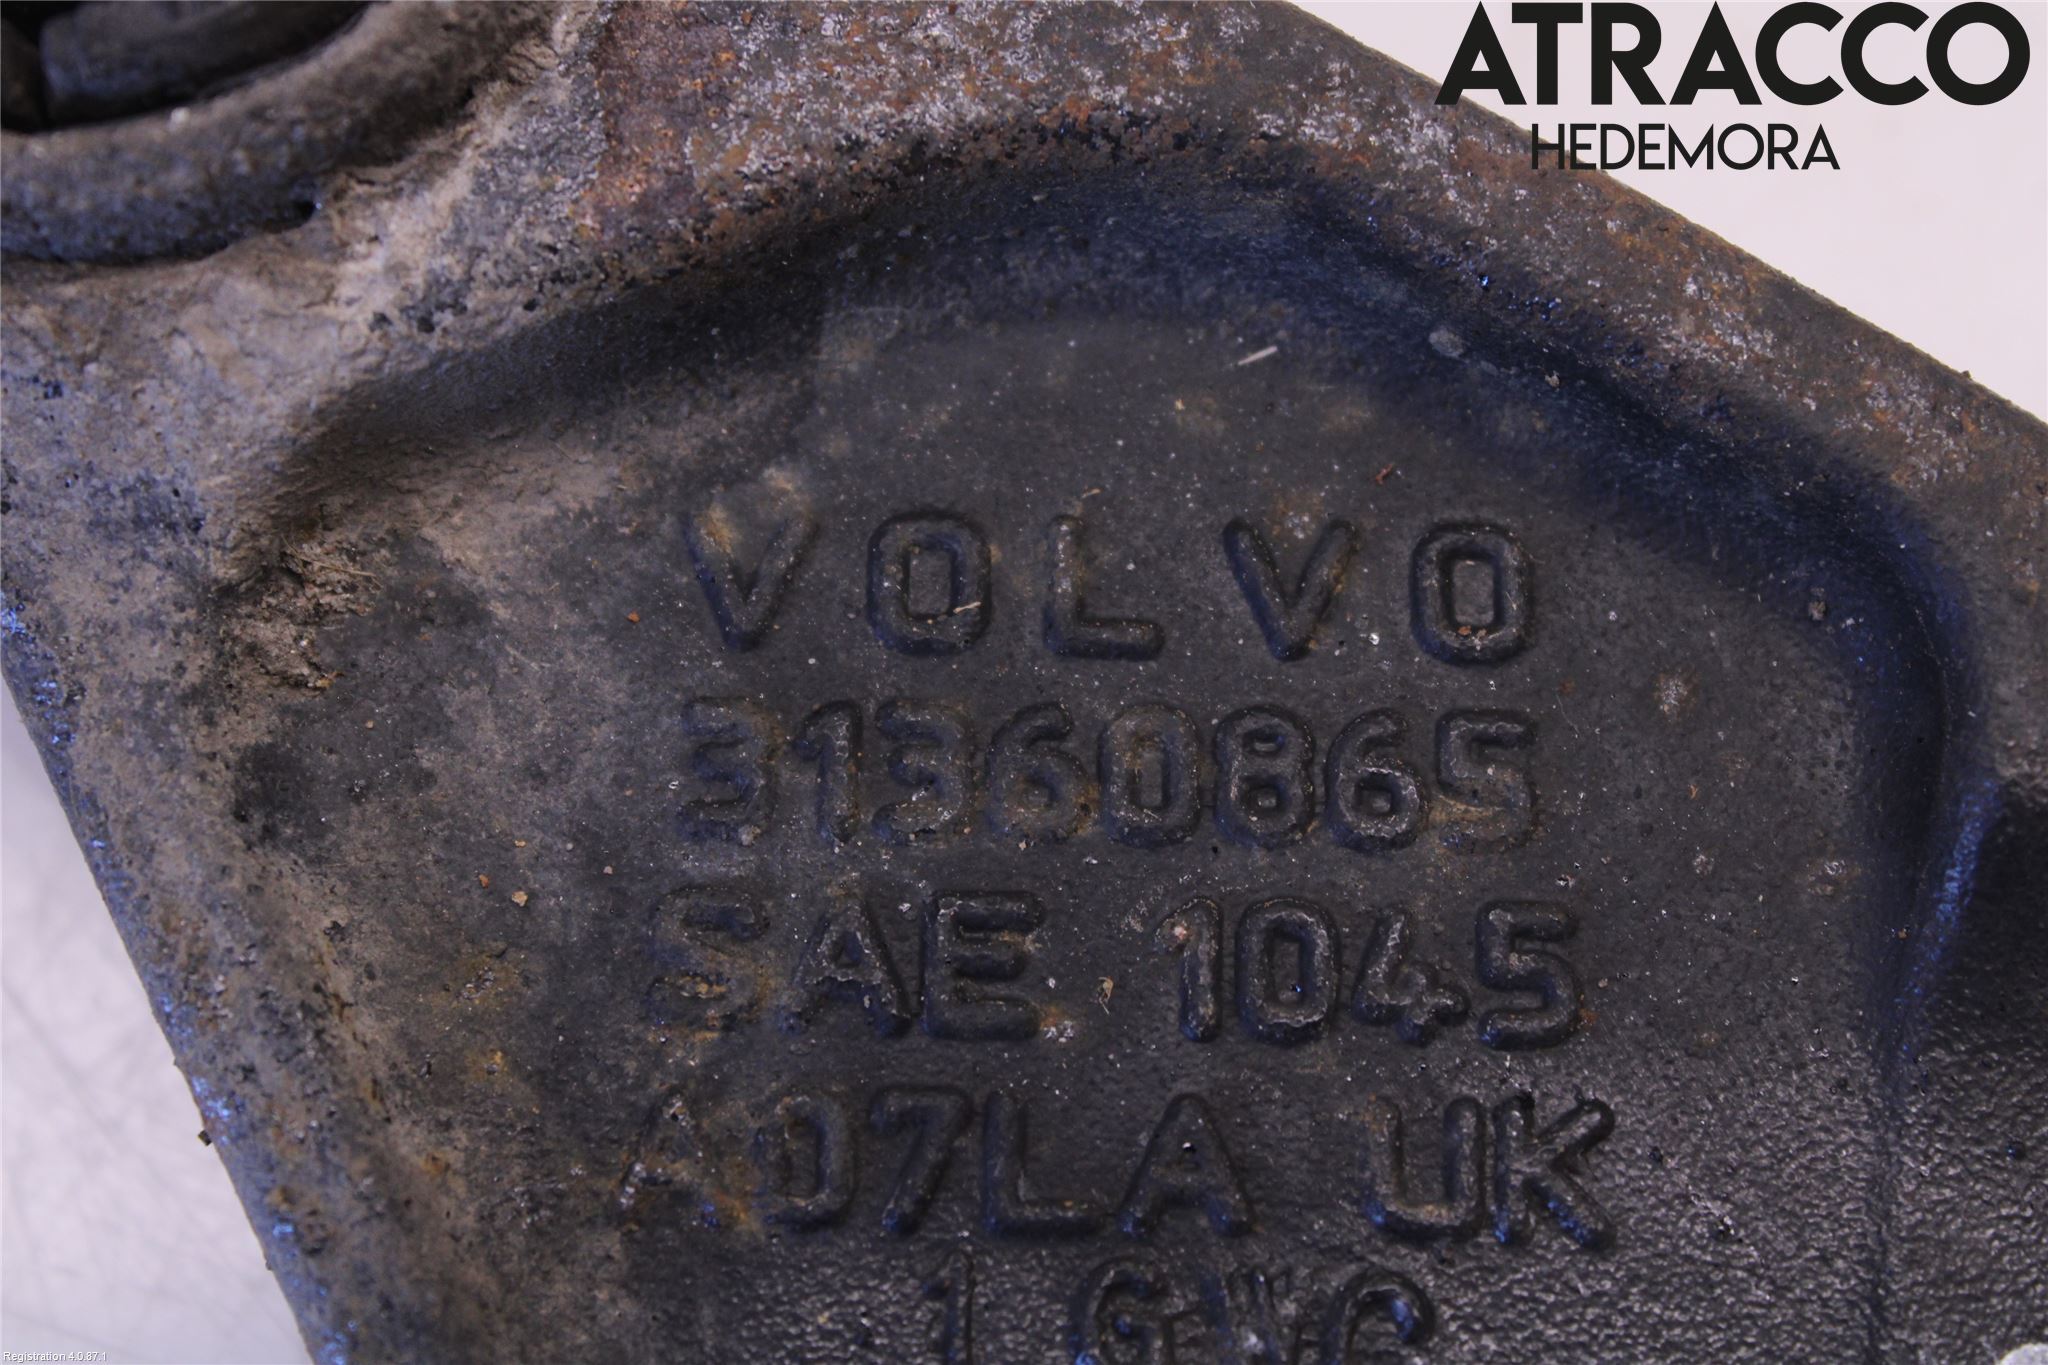 ATRACCO
HEDEMORA
VOLVO
31360865
SAE 1045
A07LA UK
Registration 4.0.87.1